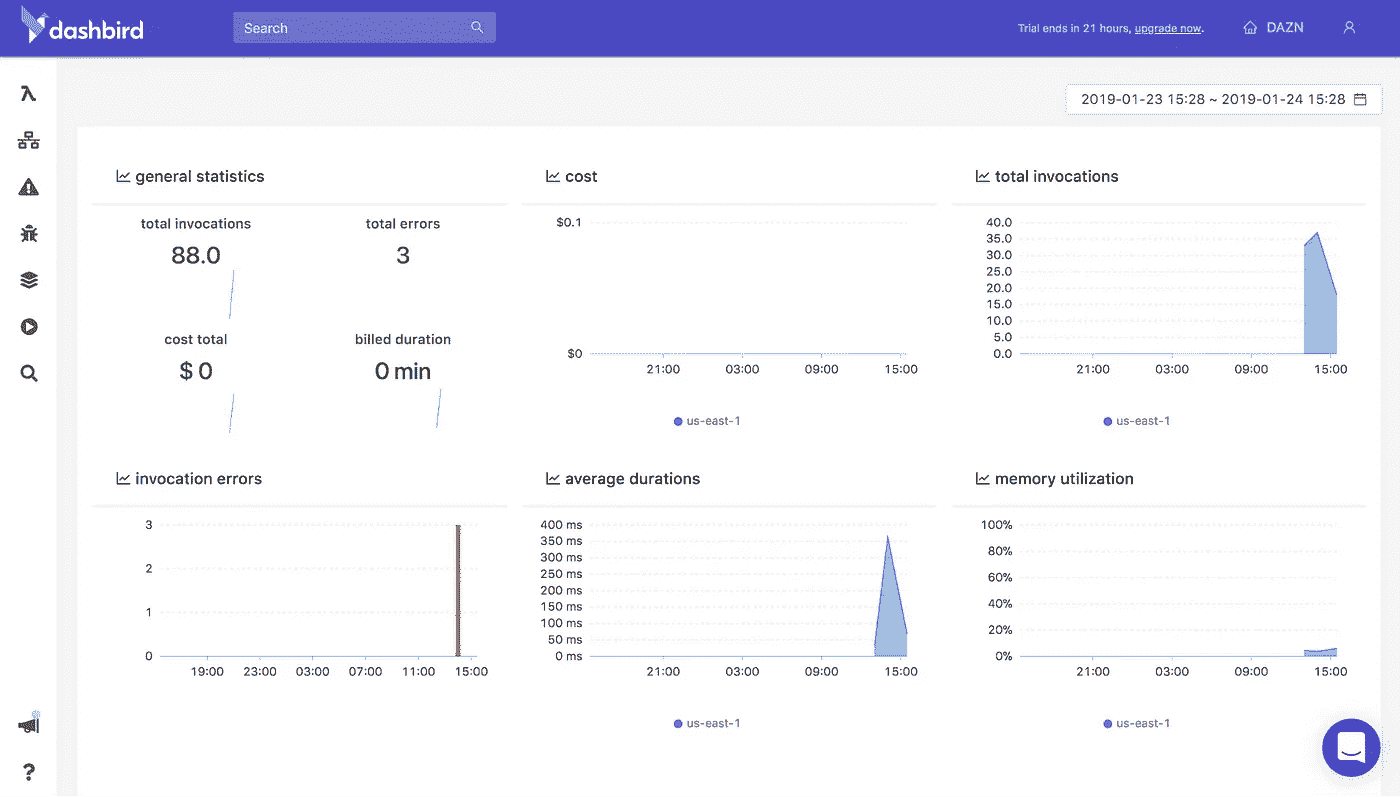 dashbird
Search
Trial ends in 21 hours, upgrade now.
DAZN
2019-01-23 15:28 ~ 2019-01-24 15:28
general statistics
total invocations
88.0
total errors
3
cost total
$ 0
billed duration
0 min
cost
$0.1
$0
21:00 03:00 09:00 15:00
us-east-1
total invocations
40.0
35.0
30.0
25.0
20.0
15.0
10.0
5.0
0.0
21:00 03:00 09:00 15:00
us-east-1
invocation errors
3
2
1
0
19:00 23:00 03:00 07:00 11:00 15:00
average durations
400 ms
350 ms
300 ms
250 ms
200 ms
150 ms
100 ms
50 ms
0 ms
21:00 03:00 09:00 15:00
us-east-1
memory utilization
100%
80%
60%
40%
20%
0%
21:00 03:00 09:00 15:00
us-east-1
?